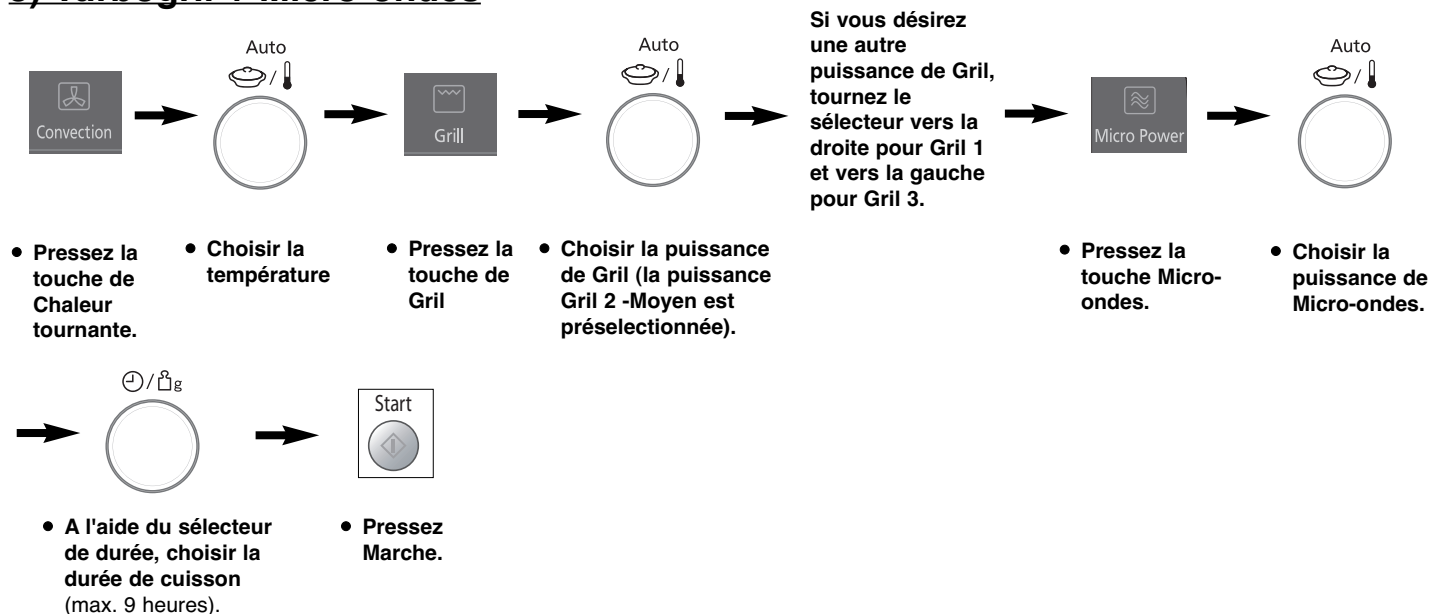 Turbogril Micro-ondes
Auto
Convection
Grill
Auto
Si vous désirez
une autre
puissance de Gril,
tournez le
sélecteur vers la
droite pour Gril 1
et vers la gauche
pour Gril 3.
Micro Power
Auto
• Pressez la
touche de
Chaleur
tournante.
• Choisir la
température
• Pressez la
touche de
Gril
• Choisir la puissance
de Gril (la puissance
Gril 2 -Moyen est
préselectionnée).
• Pressez la
touche Micro-
ondes.
• Choisir la
puissance de
Micro-ondes.
/ g
Start
• A l'aide du sélecteur
de durée, choisir la
durée de cuisson
(max. 9 heures).
• Pressez
Marche.